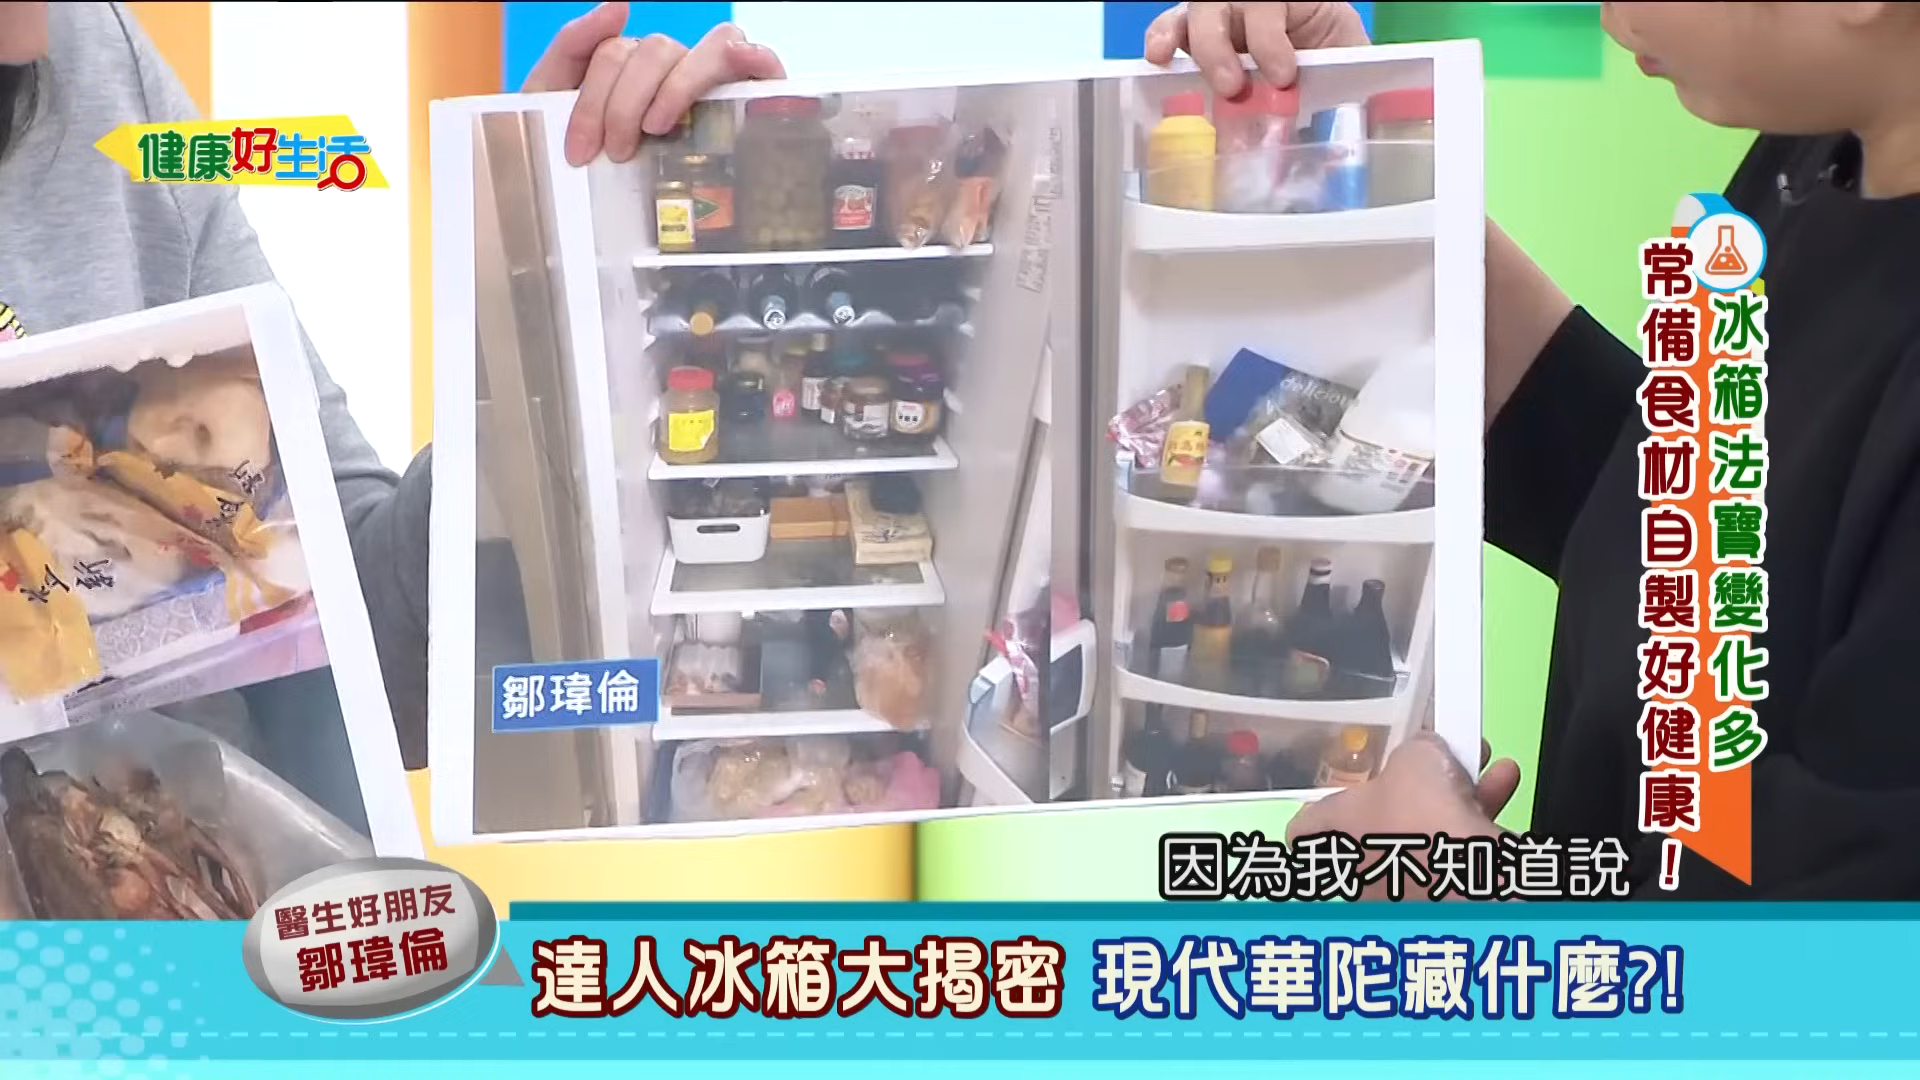 健康好生活
冰箱法寶變化多
常備食材自製好健康！
鄒瑋倫
delicious
因為我不知道說
醫生好朋友
鄒瑋倫
達人冰箱大揭密 現代華陀藏什麼?!